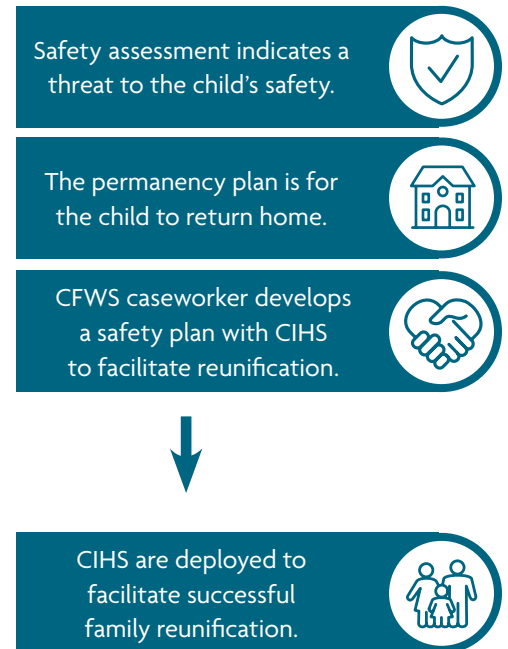 Safety assessment indicates a
threat to the child’s safety.
The permanency plan is for
the child to return home.
CFWS caseworker develops
a safety plan with CIHS
to facilitate reunification.
CIHS are deployed to
facilitate successful
family reunification.